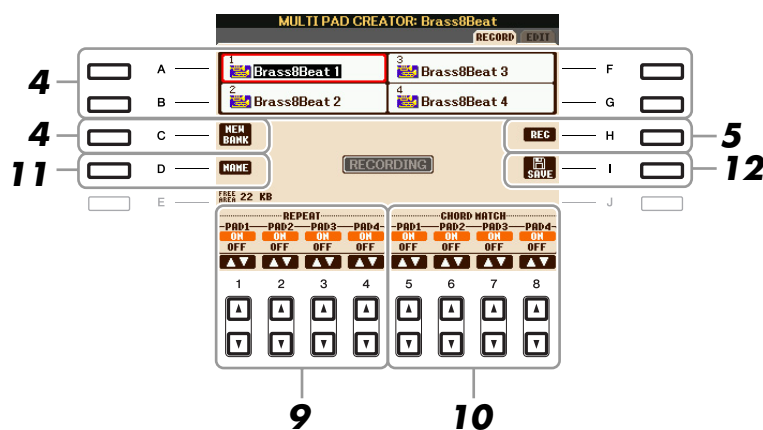 MULTI PAD CREATOR: Brass8Beat
RECORD EDIT
1 Brass8Beat 1
3 Brass8Beat 3
2 Brass8Beat 2
4 Brass8Beat 4
4
A
F
B
G
4
C
NEW BANK
REC
H
5
11
D
NAME
RECORDING
SAVE
I
12
E
FREE AREA 22 KB
J
REPEAT
CHORD MATCH
PAD1 PAD2 PAD3 PAD4
PAD1 PAD2 PAD3 PAD4
ON ON ON ON
ON ON ON ON
OFF OFF OFF OFF
OFF OFF OFF OFF
1 2 3 4 5 6 7 8
9
10